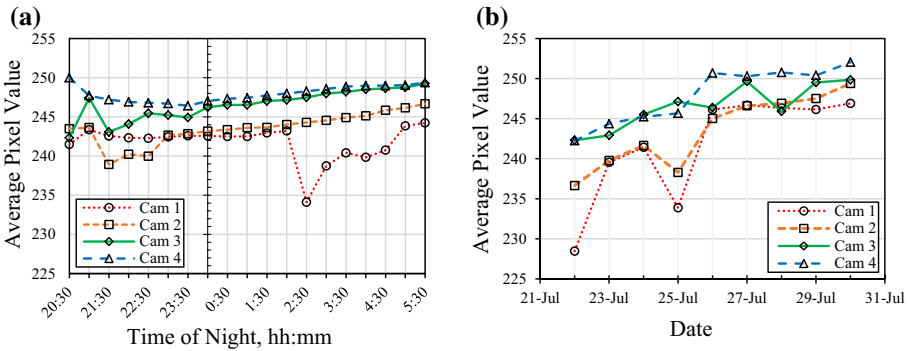 (a)
Average Pixel Value
255
250
245
240
235
230
225
Cam 1
Cam 2
Cam 3
Cam 4
20:30
21:30
22:30
23:30
0:30
1:30
2:30
3:30
4:30
5:30
Time of Night, hh:mm
(b)
Average Pixel Value
255
250
245
240
235
230
225
Cam 1
Cam 2
Cam 3
Cam 4
21-Jul
23-Jul
25-Jul
27-Jul
29-Jul
31-Jul
Date